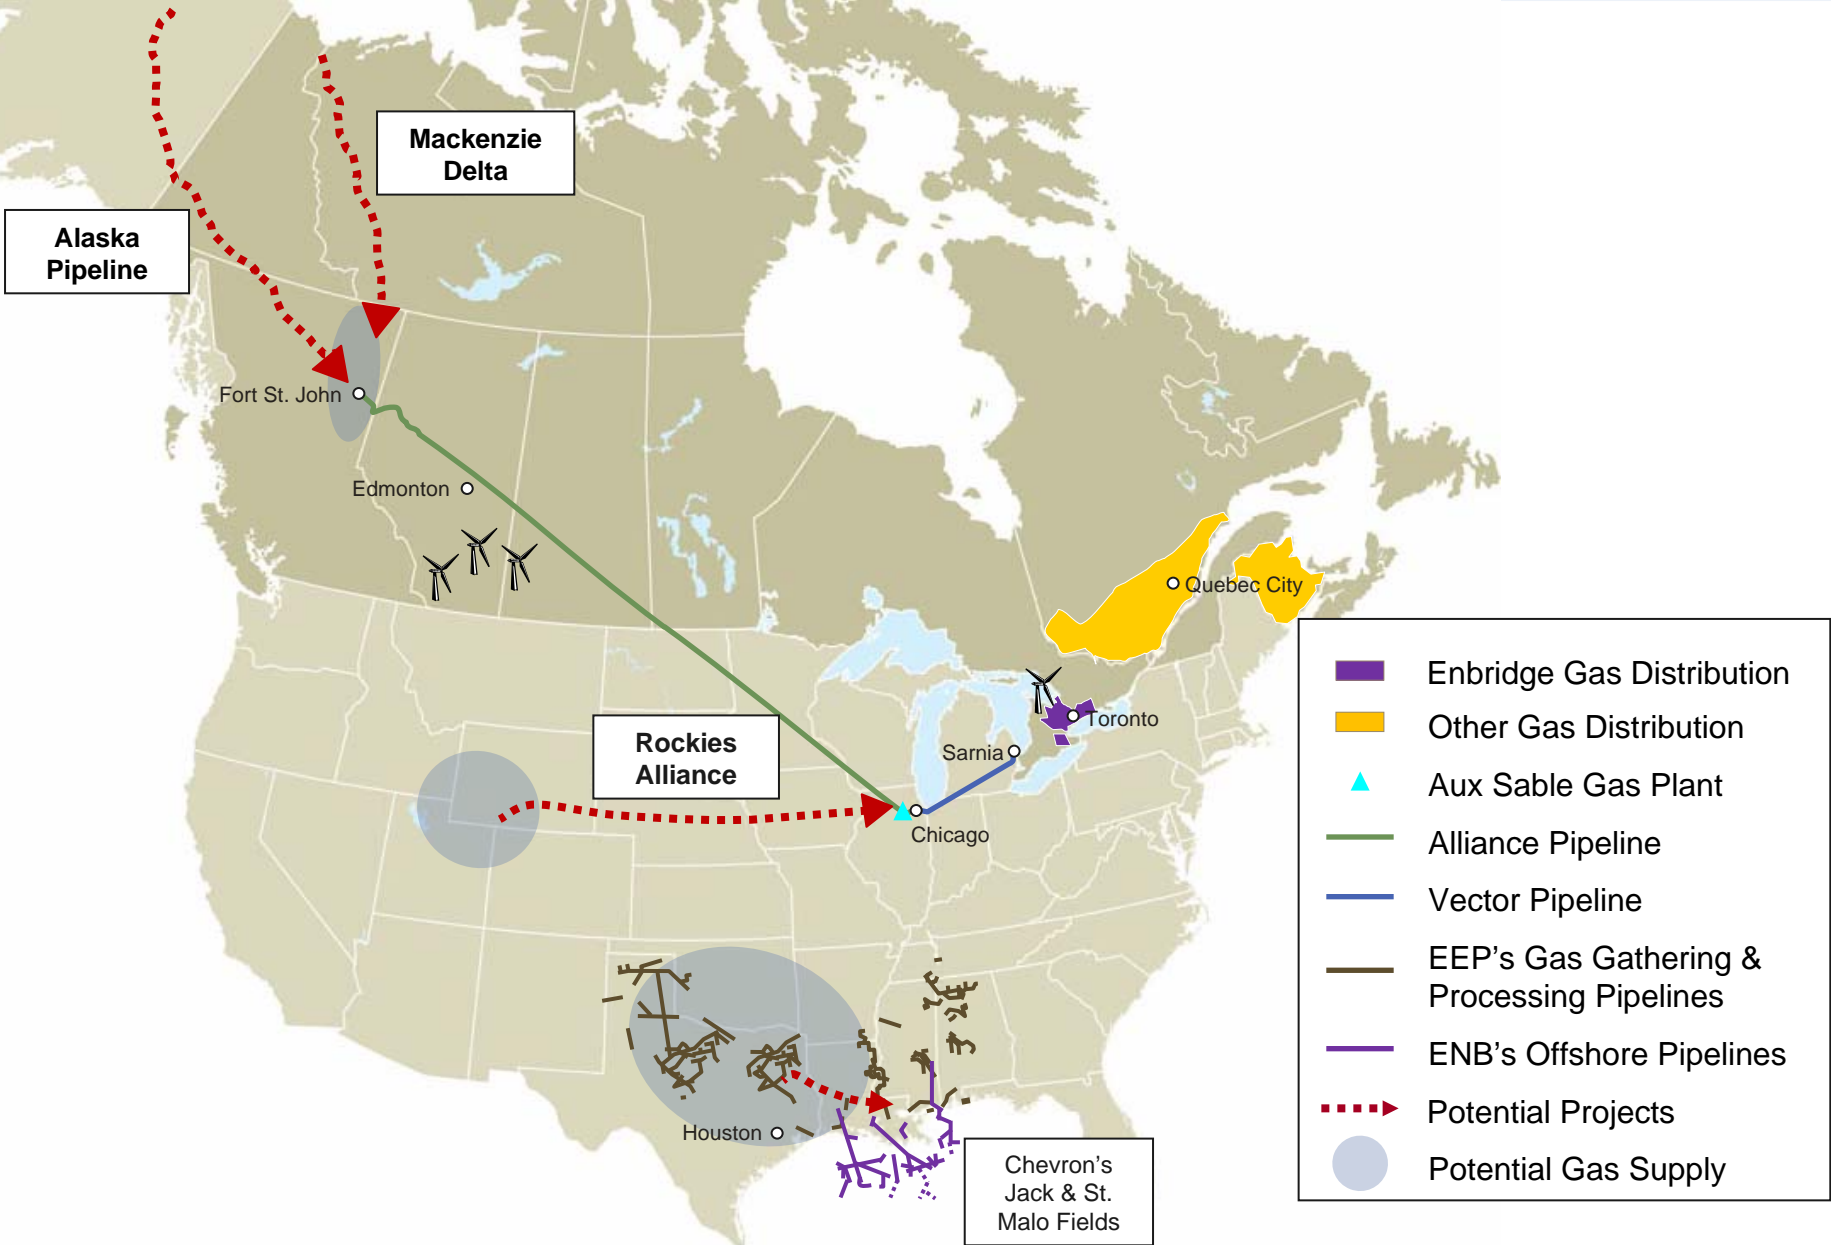 Mackenzie
Delta
Alaska
Pipeline
Fort St. John
Edmonton
Quebec City
Toronto
Sarnia
Rockies
Alliance
Chicago
Houston
Chevron's
Jack & St.
Malo Fields
Enbridge Gas Distribution
Other Gas Distribution
Aux Sable Gas Plant
Alliance Pipeline
Vector Pipeline
EEP's Gas Gathering &
Processing Pipelines
ENB's Offshore Pipelines
Potential Projects
Potential Gas Supply